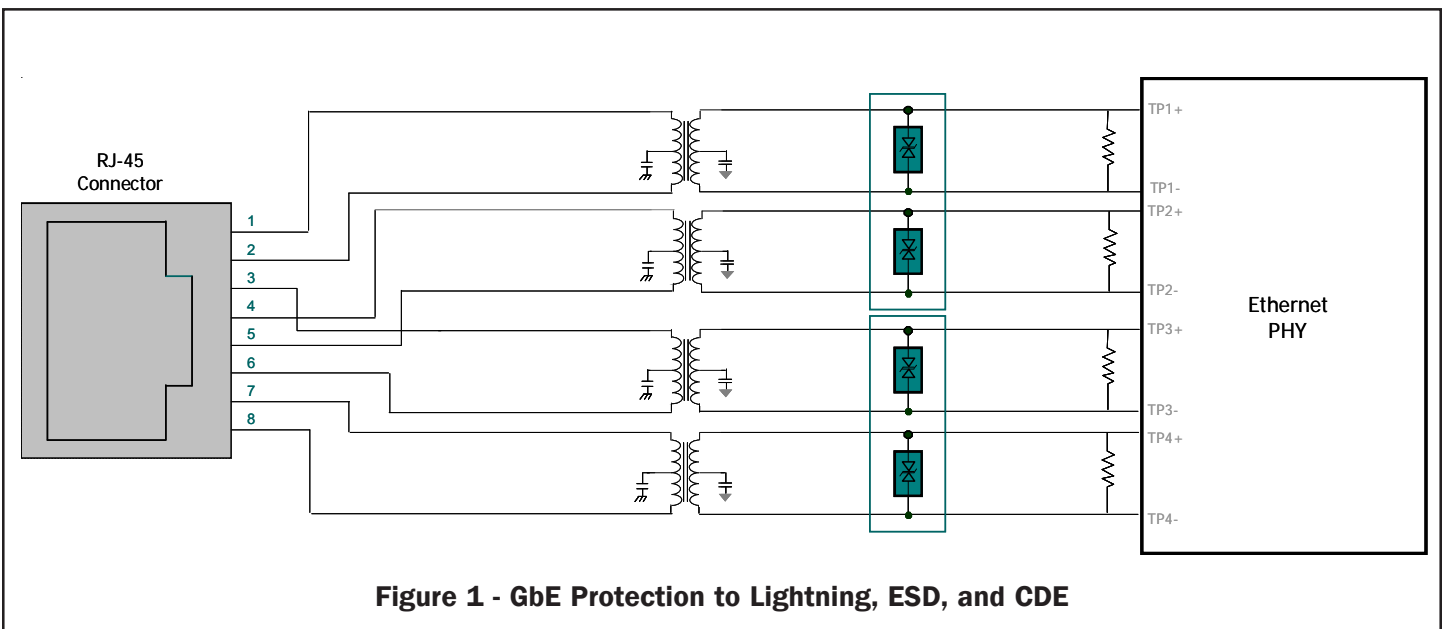 RJ-45
Connector
1
2
3
4
5
6
7
8
TP1+
TP1-
TP2+
TP2-
TP3+
TP3-
TP4+
TP4-
Ethernet
PHY
Figure 1 - GbE Protection to Lightning, ESD, and CDE